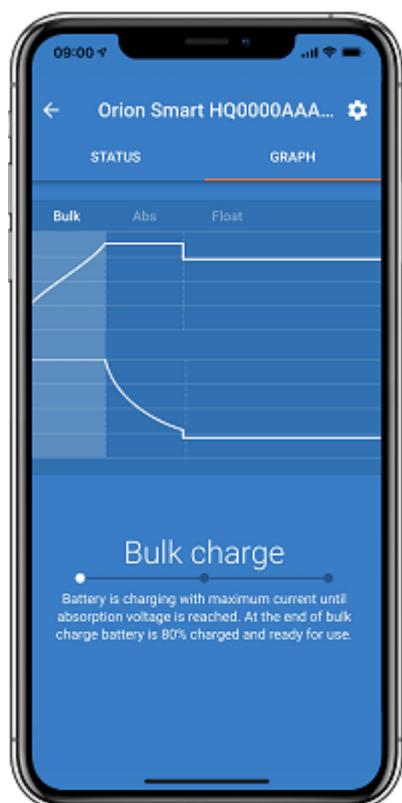 09:00
Orion Smart HQ0000AAA...
STATUS
GRAPH
Bulk
Abs
Float
Bulk charge
Battery is charging with maximum current until
absorption voltage is reached. At the end of bulk
charge battery is 80% charged and ready for use.